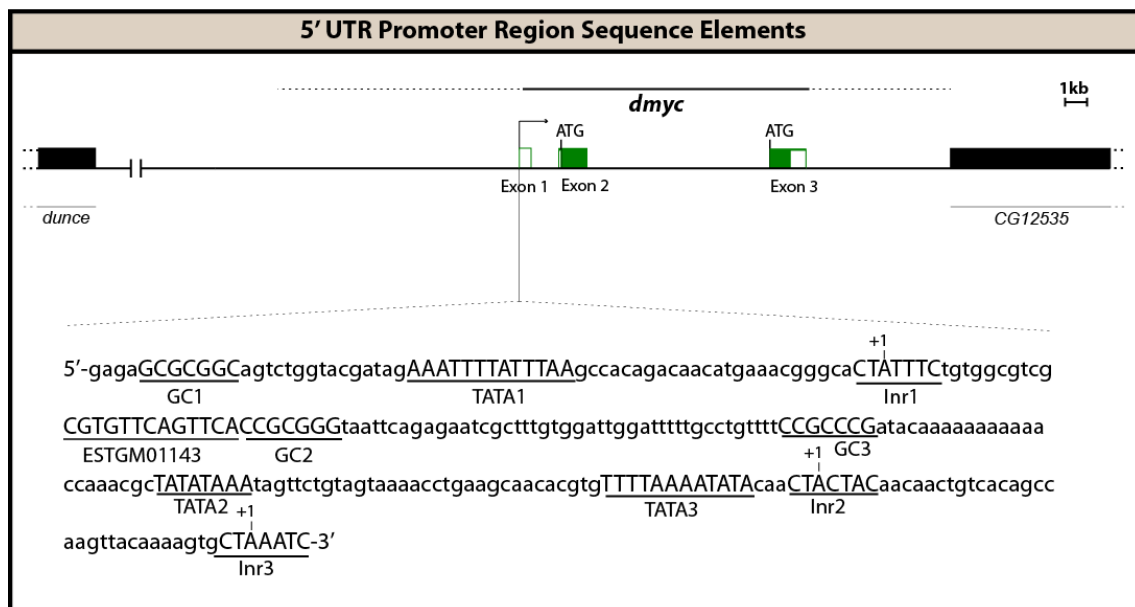 5′ UTR Promoter Region Sequence Elements
1kb
dmyc
ATG ATG
Exon 1 Exon 2 Exon 3
dunce CG12535
+1
5′-gagaGCGCGGCagtctggtacgatagAAATTTTATTTAAgccacagacaacatgaaacgggcaCTATTTCtgtggcgtcg
GC1 TATA1 Inr1
CGTGTTCAGTTCACCGCGGGtaattcagagaatcgctttgtggattggatttttgcctgttttCCGCCCGatacaaaaaaaaaaa
ESTGM01143 GC2 GC3
+1
ccaaacgcTATATAAAtagttctgtagtaaaacctgaagcaacacgtgTTTTAAAATATAcaaCTACTACaacaactgtcacagcc
TATA2 TATA3 Inr2
+1
aagttacaaaagtgCTAAATC-3′
Inr3